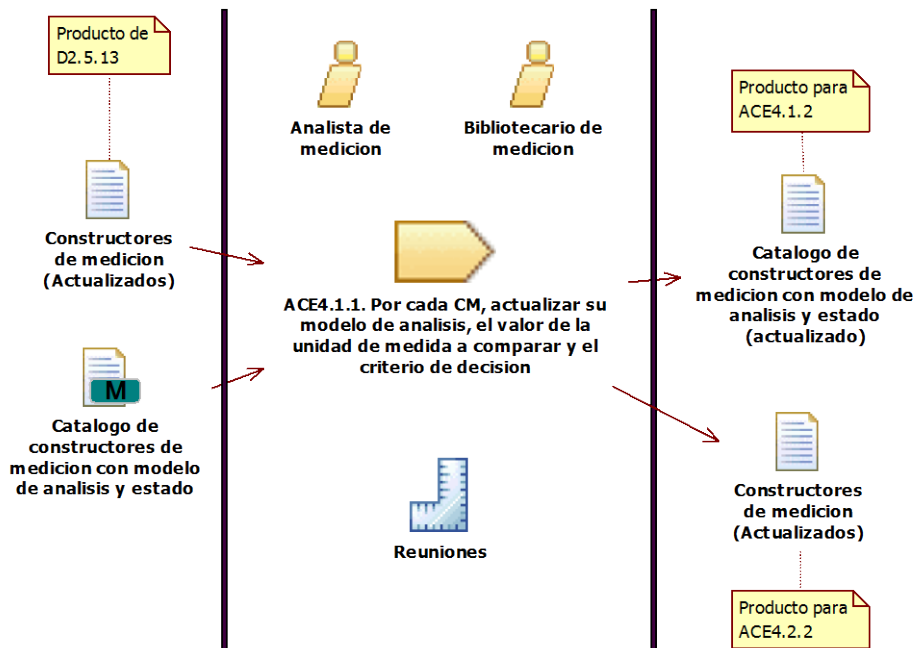 Producto de
D2.5.13
Constructores
de medicion
(Actualizados)
M
Catalogo de
constructores de
medicion con modelo
de analisis y estado
Analista de
medicion
Bibliotecario de
medicion
ACE4.1.1. Por cada CM, actualizar su
modelo de analisis, el valor de la
unidad de medida a comparar y el
criterio de decision
Reuniones
Producto para
ACE4.1.2
Catalogo de
constructores de
medicion con modelo de
analisis y estado
(actualizado)
Constructores
de medicion
(Actualizados)
Producto para
ACE4.2.2